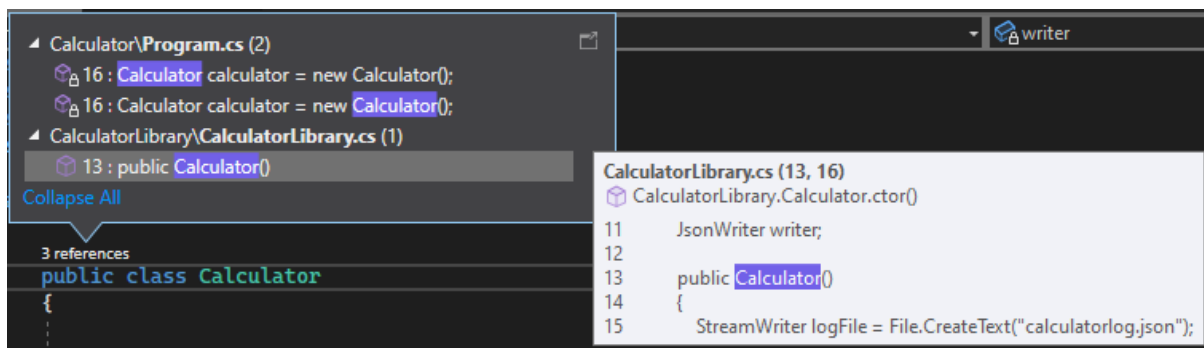 Calculator\Program.cs (2)
16 : Calculator calculator = new Calculator();
16 : Calculator calculator = new Calculator();
CalculatorLibrary\CalculatorLibrary.cs (1)
13 : public Calculator()
Collapse All
writer
CalculatorLibrary.cs (13, 16)
CalculatorLibrary.Calculator.ctor()
11 JsonWriter writer;
12
13 public Calculator()
14 {
15 StreamWriter logFile = File.CreateText("calculatorlog.json");
3 references
public class Calculator
{